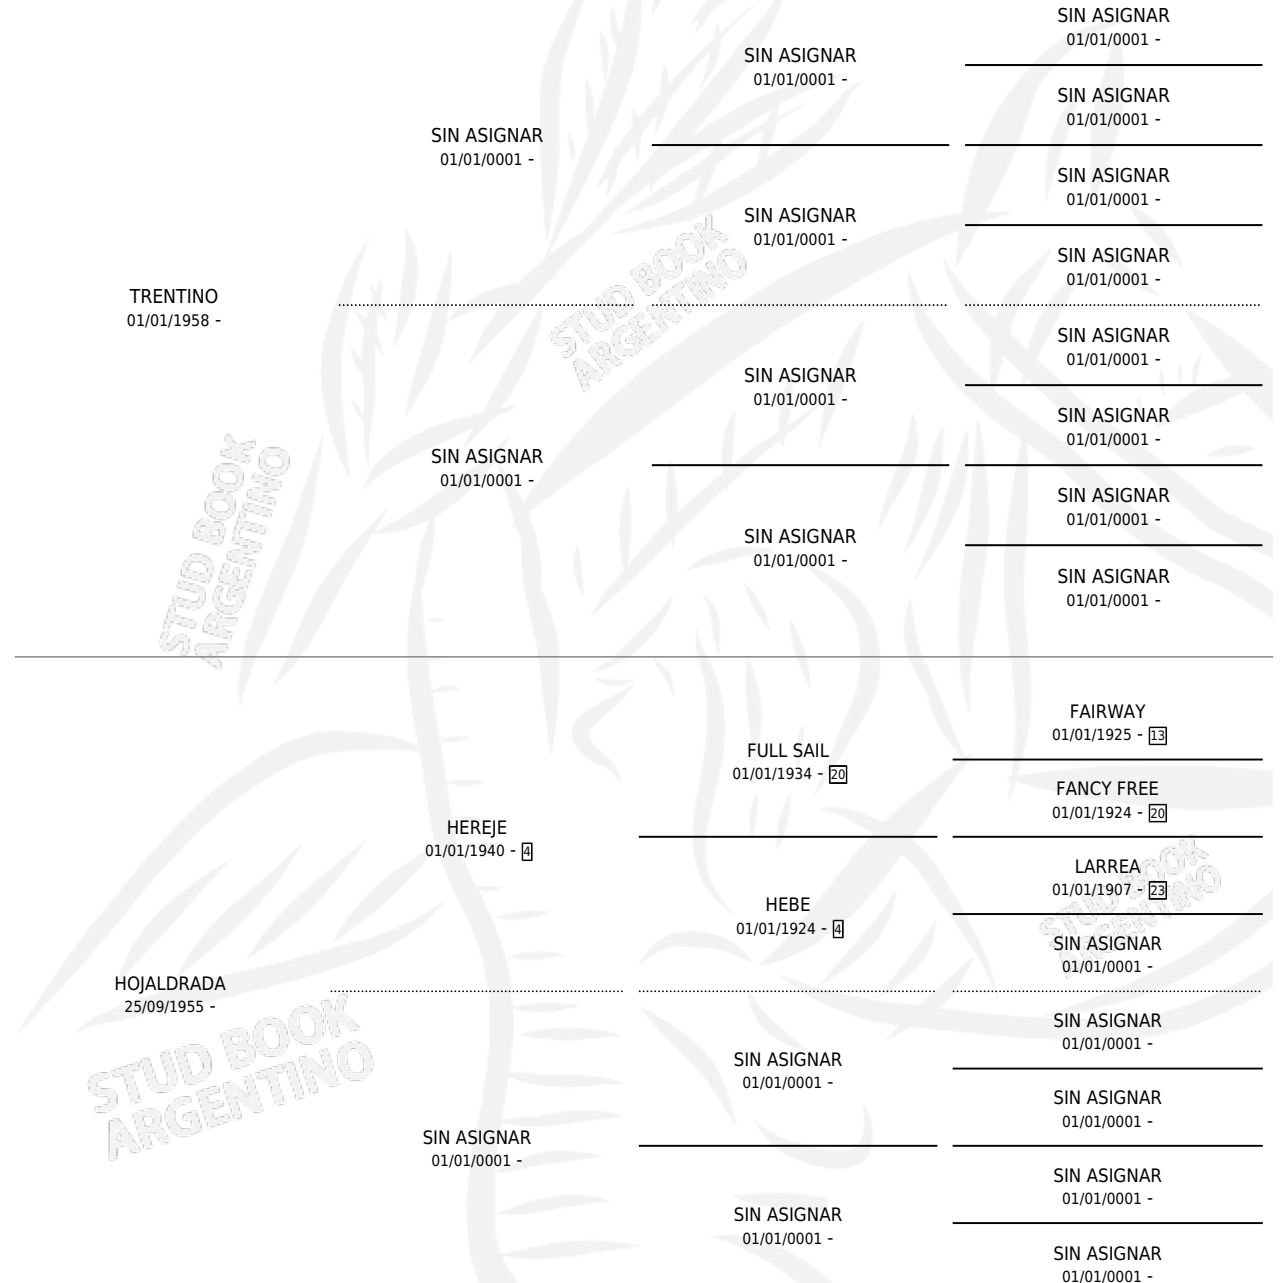 SIN ASIGNAR
01/01/0001 -
SIN ASIGNAR
01/01/0001 -
SIN ASIGNAR
01/01/0001 -
SIN ASIGNAR
01/01/0001 -
SIN ASIGNAR
01/01/0001 -
SIN ASIGNAR
01/01/0001 -
SIN ASIGNAR
01/01/0001 -
STUD BOOK
ARGENTINO
TRENTINO
01/01/1958 -
SIN ASIGNAR
01/01/0001 -
SIN ASIGNAR
01/01/0001 -
SIN ASIGNAR
01/01/0001 -
SIN ASIGNAR
01/01/0001 -
SIN ASIGNAR
01/01/0001 -
SIN ASIGNAR
01/01/0001 -
SIN ASIGNAR
01/01/0001 -
STUD BOOK
ARGENTINO
FAIRWAY
01/01/1925 - 13
FULL SAIL
01/01/1934 - 20
FANCY FREE
01/01/1924 - 20
HEREJE
01/01/1940 - 4
LARREA
01/01/1907 - 23
HEBE
01/01/1924 - 4
STUD BOOK
ARGENTINO
SIN ASIGNAR
01/01/0001 -
HOJALDRADA
25/09/1955 -
SIN ASIGNAR
01/01/0001 -
STUD BOOK
ARGENTINO
SIN ASIGNAR
01/01/0001 -
SIN ASIGNAR
01/01/0001 -
SIN ASIGNAR
01/01/0001 -
SIN ASIGNAR
01/01/0001 -
SIN ASIGNAR
01/01/0001 -
SIN ASIGNAR
01/01/0001 -